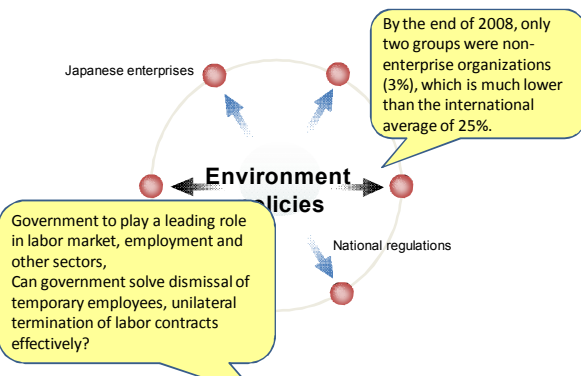 Japanese enterprises
By the end of 2008, only
two groups were non-
enterprise organizations
(3%), which is much lower
than the international
average of 25%.
Environment
National regulations
Government to play a leading role
in labor market, employment and
other sectors,
Can government solve dismissal of
temporary employees, unilateral
termination of labor contracts
effectively?